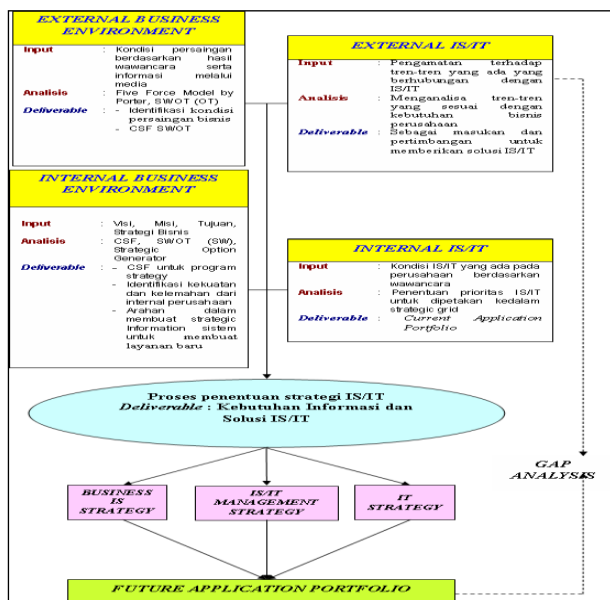 EXTERNAL BUSINESS
ENVIRONMENT
Input : Kondisi persaingan
berdasarkan hasil
wawancara serta
informasi melalui
media
Analisis : Five Force Model by
Porter, SWOT (OT)
Deliverable : - Identifikasi kondisi
persaingan bisnis
- CSF SWOT
EXTERNAL IS/IT
Input : Pengamatan terhadap
tren-tren yang ada yang
berhubungan dengan
IS/IT
Analisis : Menganalisa tren-tren
yang sesuai dengan
kebutuhan bisnis
perusahaan
Deliverable : Sebagai masukan dan
pertimbangan untuk
memberikan solusi IS/IT
INTERNAL BUSINESS
ENVIRONMENT
Input : Visi, Misi, Tujuan,
Strategi Bisnis
Analisis : CSF, SWOT (SW),
Strategic Option
Generator
Deliverable : - CSF untuk program
strategy
- Identifikasi kekuatan
dan kelemahan dari
internal perusahaan
- Arahan dalam
membuat strategic
Information sistem
untuk membuat
layanan baru
INTERNAL IS/IT
Input : Kondisi IS/IT yang ada pada
perusahaan berdasarkan
wawancara
Analisis : Penentuan prioritas IS/IT
untuk dipetakan kedalam
strategic grid
Deliverable : Current Application
Portfolio
Proses penentuan strategi IS/IT
Deliverable : Kebutuhan Informasi dan
Solusi IS/IT
GAP
ANALYSIS
BUSINESS
IS
STRATEGY
IS/IT
MANAGEMENT
STRATEGY
IT
STRATEGY
FUTURE APPLICATION PORTFOLIO